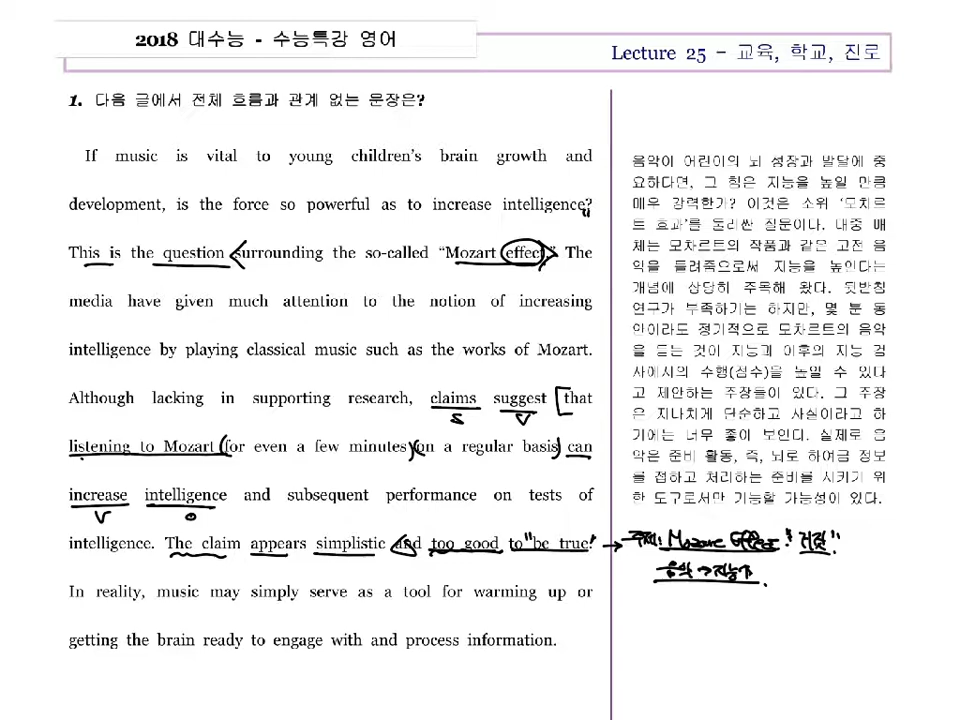 2018 대수능 - 수능특강 영어
Lecture 25 - 교육, 학교, 진로
1. 다음 글에서 전체 흐름과 관계 없는 문장은?
If music is vital to young children's brain growth and
development, is the force so powerful as to increase intelligence?
This is the question surrounding the so-called “Mozart effect.” The
media have given much attention to the notion of increasing
intelligence by playing classical music such as the works of Mozart.
Although lacking in supporting research, claims suggest that
S V
listening to Mozart for even a few minutes on a regular basis can
increase intelligence and subsequent performance on tests of
V o
intelligence. The claim appears simplistic and too good to be true.
In reality, music may simply serve as a tool for warming up or
getting the brain ready to engage with and process information.
음악이 어린이의 뇌 성장과 발달에 중
요하다면, 그 힘은 지능을 높일 만큼
매우 강력한가? 이것은 소위 ‘모차르
트 효과’를 둘러싼 질문이다. 대중 매
체는 모차르트의 작품과 같은 고전 음
악을 들려줌으로써 지능을 높인다는
개념에 상당히 주목해 왔다. 뒷받침
연구가 부족하기는 하지만, 몇 분 동
안이라도 정기적으로 모차르트의 음악
을 듣는 것이 지능과 이후의 지능 검
사에서의 수행(점수)을 높일 수 있다
고 제안하는 주장들이 있다. 그 주장
은 지나치게 단순하고 사실이라고 하
기에는 너무 좋아 보인다. 실제로 음
악은 준비 활동, 즉, 뇌로 하여금 정보
를 접하고 처리하는 준비를 시키기 위
한 도구로서만 기능할 가능성이 있다.
→ 주제: Mozart Effect "거짓"
음악→지능↑.